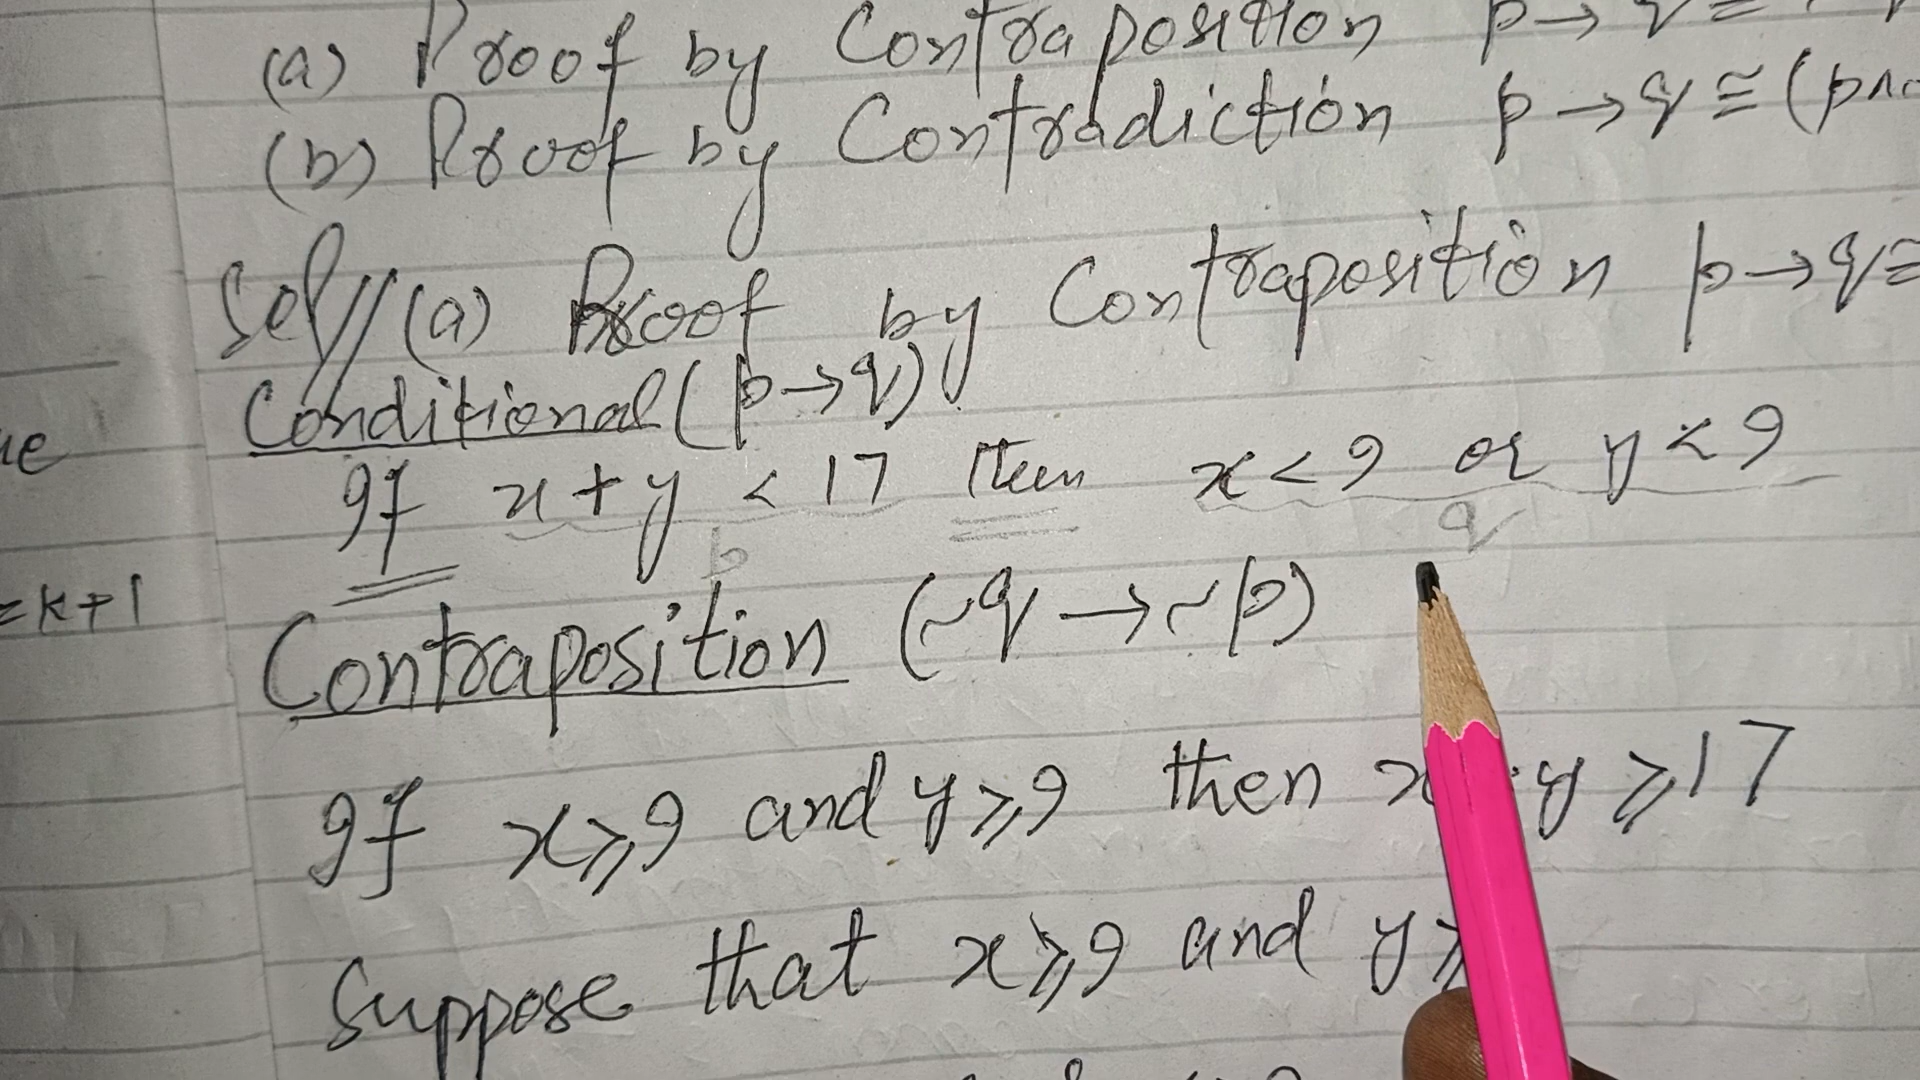 (a) Proof by Contraposition p → q ≡
(b) Proof by Contradiction p → q ≅ (p ∧
Sol// (a) Proof by Contraposition p → q ≅
Conditional (p → q)
ue
If x + y < 17 then x < 9 or y < 9
p q
= k + 1
Contraposition (~q → ~p)
If x ⩾ 9 and y ⩾ 9 then x y ⩾ 17
Suppose that x ⩾ 9 and y ⩾